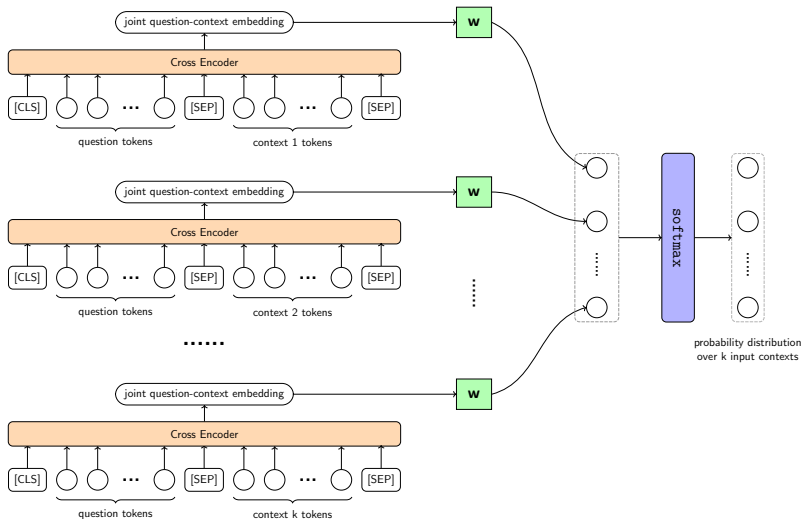 joint question-context embedding
w
Cross Encoder
[CLS] ... [SEP] ... [SEP]
question tokens context 1 tokens
joint question-context embedding
w
Cross Encoder
[CLS] ... [SEP] ... [SEP]
question tokens context 2 tokens
......
......
joint question-context embedding
w
Cross Encoder
[CLS] ... [SEP] ... [SEP]
question tokens context k tokens
......
softmax
......
probability distribution
over k input contexts